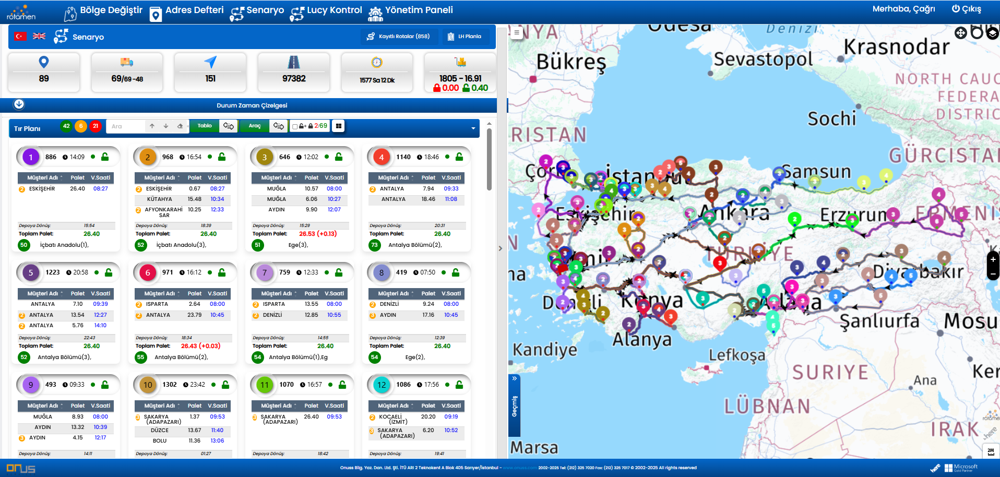 rotamen
Bölge Değiştir
Adres Defteri
Senaryo
Lucy Kontrol
Yönetim Paneli
Merhaba, Çağrı
Çıkış
Senaryo
Kayıtlı Rotalar (858)
LH Planla
89
69/69 -48
151
97382
1577 Sa 12 Dk
1805 - 16.91
0.00 0.40
Durum Zaman Çizelgesi
Tır Planı
42 6 21
Ara
Tablo
Araç
+ 2/69
1 886 14:09
Müşteri Adı Palet V.Saati
2 ESKİŞEHİR 26.40 08:27
Depoya Dönüş: 15:54
Toplam Palet: 26.40
50 İçbatı Anadolu(1),
2 968 16:54
Müşteri Adı Palet V.Saati
2 ESKİŞEHİR 0.67 08:27
KÜTAHYA 15.48 10:34
2 AFYONKARAHİ 10.25 12:33
SAR
Depoya Dönüş: 18:39
Toplam Palet: 26.40
52 İçbatı Anadolu(3),
3 646 12:02
Müşteri Adı Palet V.Saati
MUĞLA 10.57 08:00
MUĞLA 6.06 10:27
AYDIN 9.90 12:07
Depoya Dönüş: 15:29
Toplam Palet: 26.53 (+0.13)
51 Ege(3),
4 1140 18:46
Müşteri Adı Palet V.Saati
2 ANTALYA 7.94 09:33
ANTALYA 18.46 11:08
Depoya Dönüş: 20:31
Toplam Palet: 26.40
73 Antalya Bölümü(2),
5 1223 20:58
Müşteri Adı Palet V.Saati
ANTALYA 7.10 09:39
2 ANTALYA 13.54 12:27
2 ANTALYA 5.76 14:10
Depoya Dönüş: 22:43
Toplam Palet: 26.40
52 Antalya Bölümü(3),
6 971 16:12
Müşteri Adı Palet V.Saati
2 ISPARTA 2.64 08:00
2 ANTALYA 23.79 10:45
Depoya Dönüş: 18:34
Toplam Palet: 26.43 (+0.03)
55 Antalya Bölümü(2),
7 759 12:33
Müşteri Adı Palet V.Saati
2 ISPARTA 13.55 08:00
2 DENİZLİ 12.85 10:55
Depoya Dönüş: 14:55
Toplam Palet: 26.40
54 Antalya Bölümü(1),Eg
8 419 07:50
Müşteri Adı Palet V.Saati
2 DENİZLİ 9.24 08:00
3 AYDIN 17.16 10:45
Depoya Dönüş: 12:39
Toplam Palet: 26.40
54 Ege(2),
9 493 09:33
Müşteri Adı Palet V.Saati
MUĞLA 8.93 08:00
AYDIN 13.32 10:39
3 AYDIN 4.15 12:17
Depoya Dönüş: 14:11
10 1302 23:42
Müşteri Adı Palet V.Saati
3 SAKARYA 1.37 09:53
(ADAPAZARI)
DÜZCE 13.67 11:40
BOLU 11.36 13:06
Depoya Dönüş: 01:27
11 1070 16:57
Müşteri Adı Palet V.Saati
3 SAKARYA 26.40 09:53
(ADAPAZARI)
Depoya Dönüş: 18:42
12 1086 17:56
Müşteri Adı Palet V.Saati
2 KOCAELİ 20.20 09:19
(İZMİT)
3 SAKARYA 6.20 10:52
(ADAPAZARI)
Depoya Dönüş: 19:41
Odesa
Denizi
NYA
Bükreş
Sevastopol
Krasnodar
NORTH CAUC
FEDERA
DISTRIC
Sochi
RISTAN
GÜRCISTAN
İstanbu
Samsun
Eskişehir
Ankara
Erzurum
ERMENIS
TÜRKİYE
Diyarbakır
Denizli
Konya
Adana
Şanlıurfa
Mosu
Alanya
Kandiye
Lefkoşa
SURIYE
Ana
Ker
LÜBNAN
IRAK
Marsa
Geçmiş
rotamen
here
2M
Onuss Bilg. Yaz. Dan. Ltd. Şti. İTÜ ARI 2 Teknokent A Blok 405 Sarıyer/İstanbul - www.onuss.com 2002-2025 Tel: (212) 325 7020 Fax: (212) 325 7017 © 2002-2025 All rights reserved
onus
here
Microsoft
Gold Partner